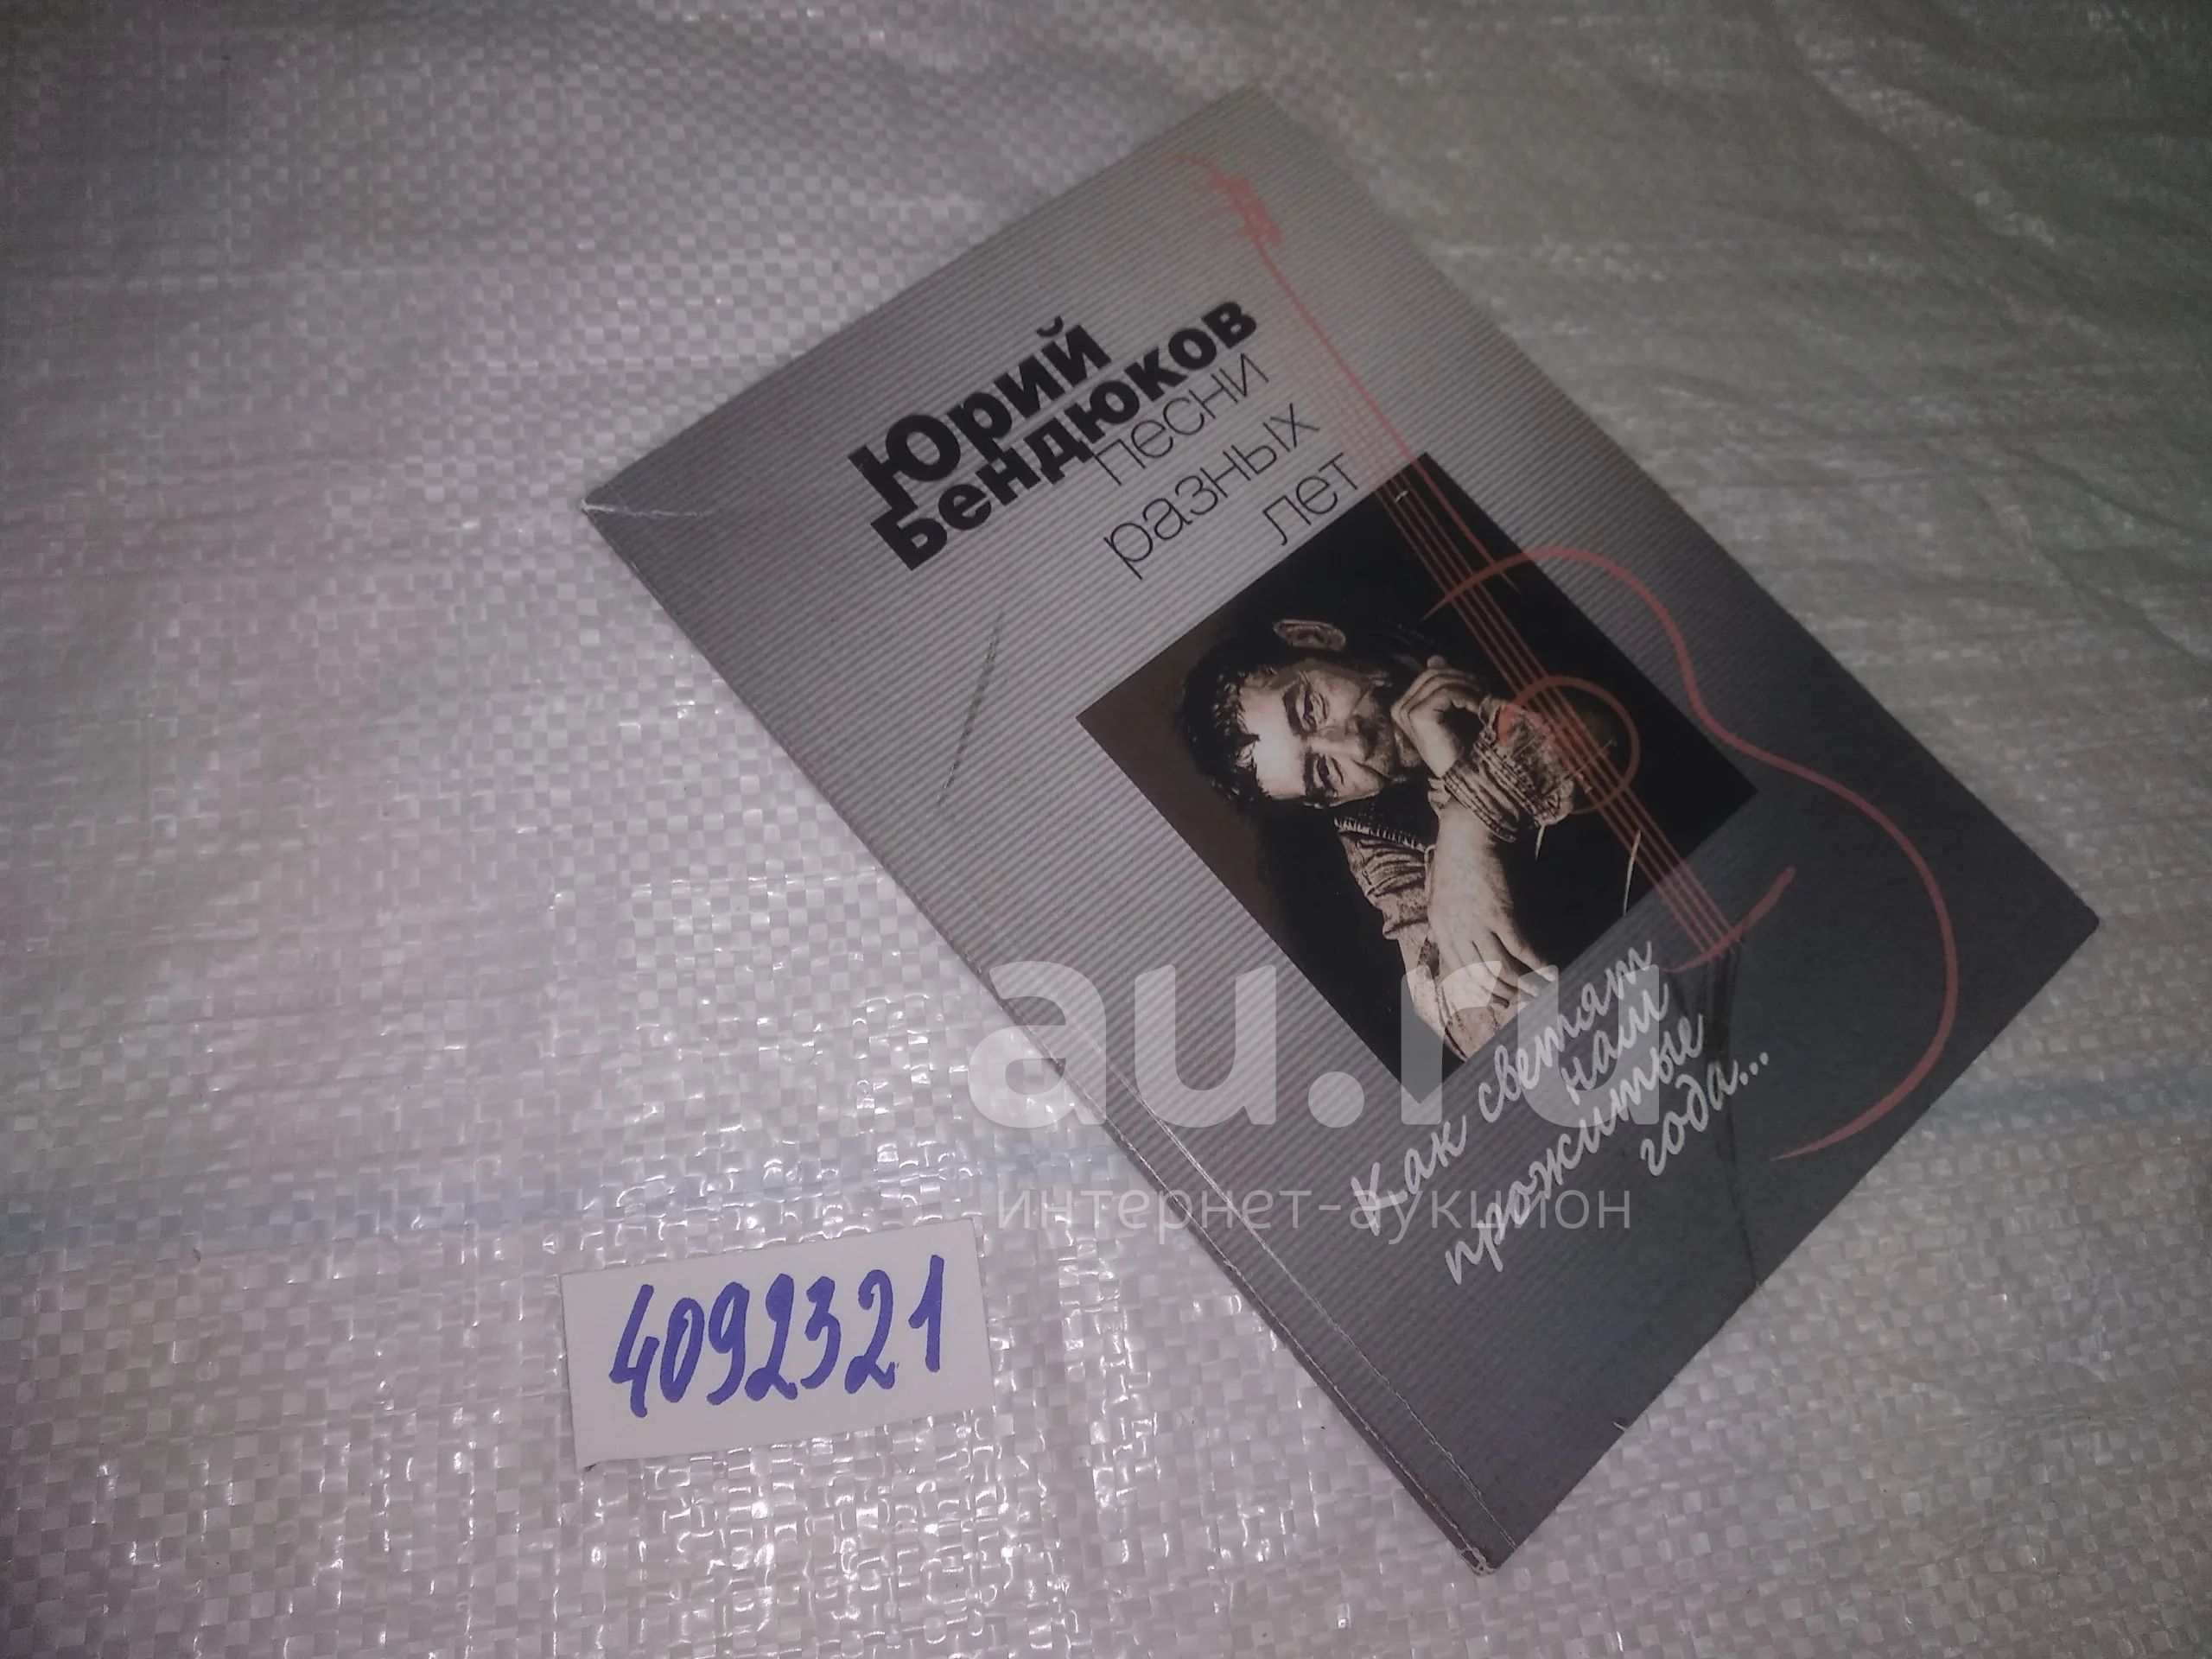 Юрий
Бендюков
песни
разных
лет
Как светят
нам
прожитые
года...
au.ru
интернет-аукцион
4092321